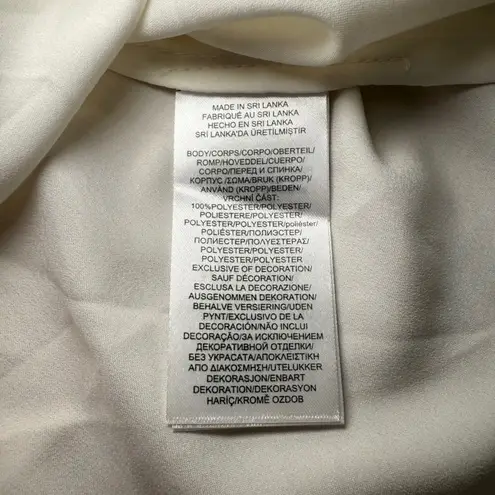 MADE IN SRI LANKA
FABRIQUÉ AU SRI LANKA
HECHO EN SRI LANKA
SRİ LANKA'DA ÜRETİLMİŞTİR
BODY/CORPS/CORPO/OBERTEIL/
ROMP/HOVEDDEL/CUERPO/
CORPO/ПЕРЕД И СПИНКА/
КОРПУС /ΣΩΜΑ/BRUK (KROPP)/
ANVÄND (KROPP)/BEDEN/
VRCHNÍ ČÁST:
100%POLYESTER/POLYESTER/
POLIESTERE/POLYESTER/
POLYESTER/POLYESTER/poliéster/
POLIÉSTER/ПОЛИЭСТЕР/
ПОЛИЕСТЕР/ΠΟΛΥΕΣΤΕΡΑΣ/
POLYESTER/POLYESTER/
POLYESTER/POLYESTER
EXCLUSIVE OF DECORATION/
SAUF DÉCORATION/
ESCLUSA LA DECORAZIONE/
AUSGENOMMEN DEKORATION/
BEHALVE VERSIERING/UDEN
PYNT/EXCLUSIVO DE LA
DECORACIÓN/NÃO INCLUI
DECORAÇÃO/ЗА ИСКЛЮЧЕНИЕМ
ДЕКОРАТИВНОЙ ОТДЕЛКИ/
БЕЗ УКРАСАТА/ΑΠΟΚΛΕΙΣΤΙΚΗ
ΑΠΟ ΔΙΑΚΟΣΜΗΣΗ/UTELUKKER
DEKORASJON/ENBART
DEKORATION/DEKORASYON
HARİÇ/KROMĚ OZDOB